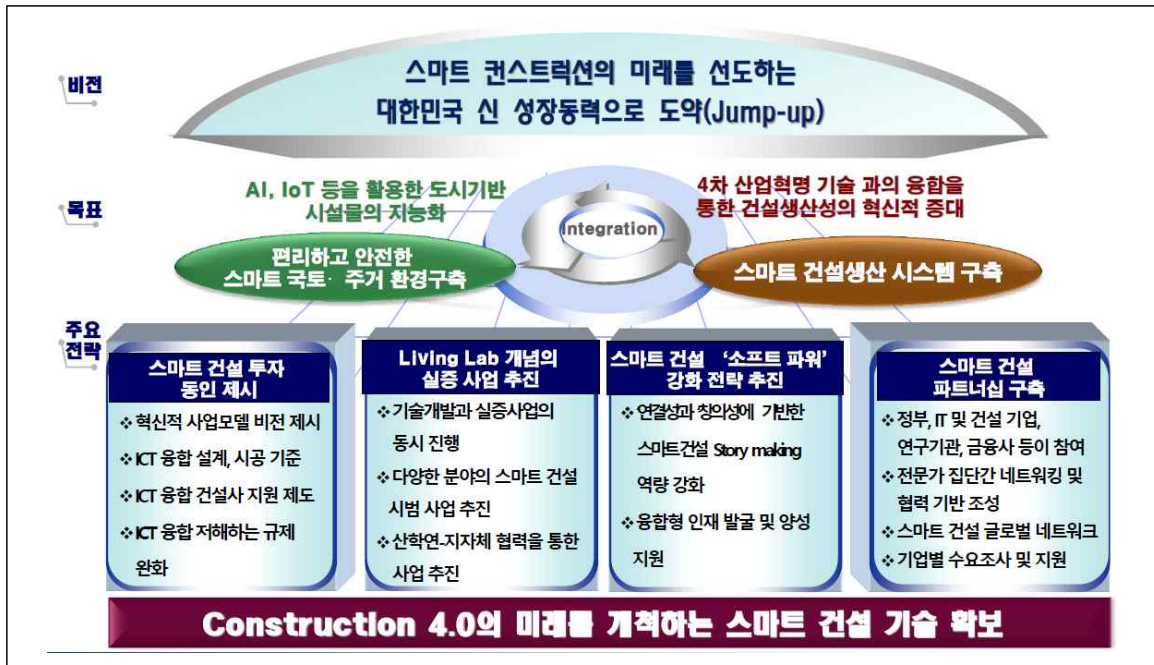 비전
스마트 컨스트럭션의 미래를 선도하는
대한민국 신 성장동력으로 도약(Jump-up)
목표
AI, IoT 등을 활용한 도시기반
시설물의 지능화
4차 산업혁명 기술 과의 융합을
통한 건설생산성의 혁신적 증대
Integration
편리하고 안전한
스마트 국토· 주거 환경구축
스마트 건설생산 시스템 구축
주요
전략
스마트 건설 투자
동인 제시
❖혁신적 사업모델 비전 제시
❖ICT 융합 설계, 시공 기준
❖ICT 융합 건설사 지원 제도
❖ICT 융합 저해하는 규제
완화
Living Lab 개념의
실증 사업 추진
❖기술개발과 실증사업의
동시 진행
❖다양한 분야의 스마트 건설
시범 사업 추진
❖산학연-지자체 협력을 통한
사업 추진
스마트 건설 ‘소프트 파워’
강화 전략 추진
❖연결성과 창의성에 기반한
스마트건설 Story making
역량 강화
❖융합형 인재 발굴 및 양성
지원
스마트 건설
파트너십 구축
❖정부, IT 및 건설 기업,
연구기관, 금융사 등이 참여
❖전문가 집단간 네트워킹 및
협력 기반 조성
❖스마트 건설 글로벌 네트워크
❖기업별 수요조사 및 지원
Construction 4.0의 미래를 개척하는 스마트 건설 기술 확보